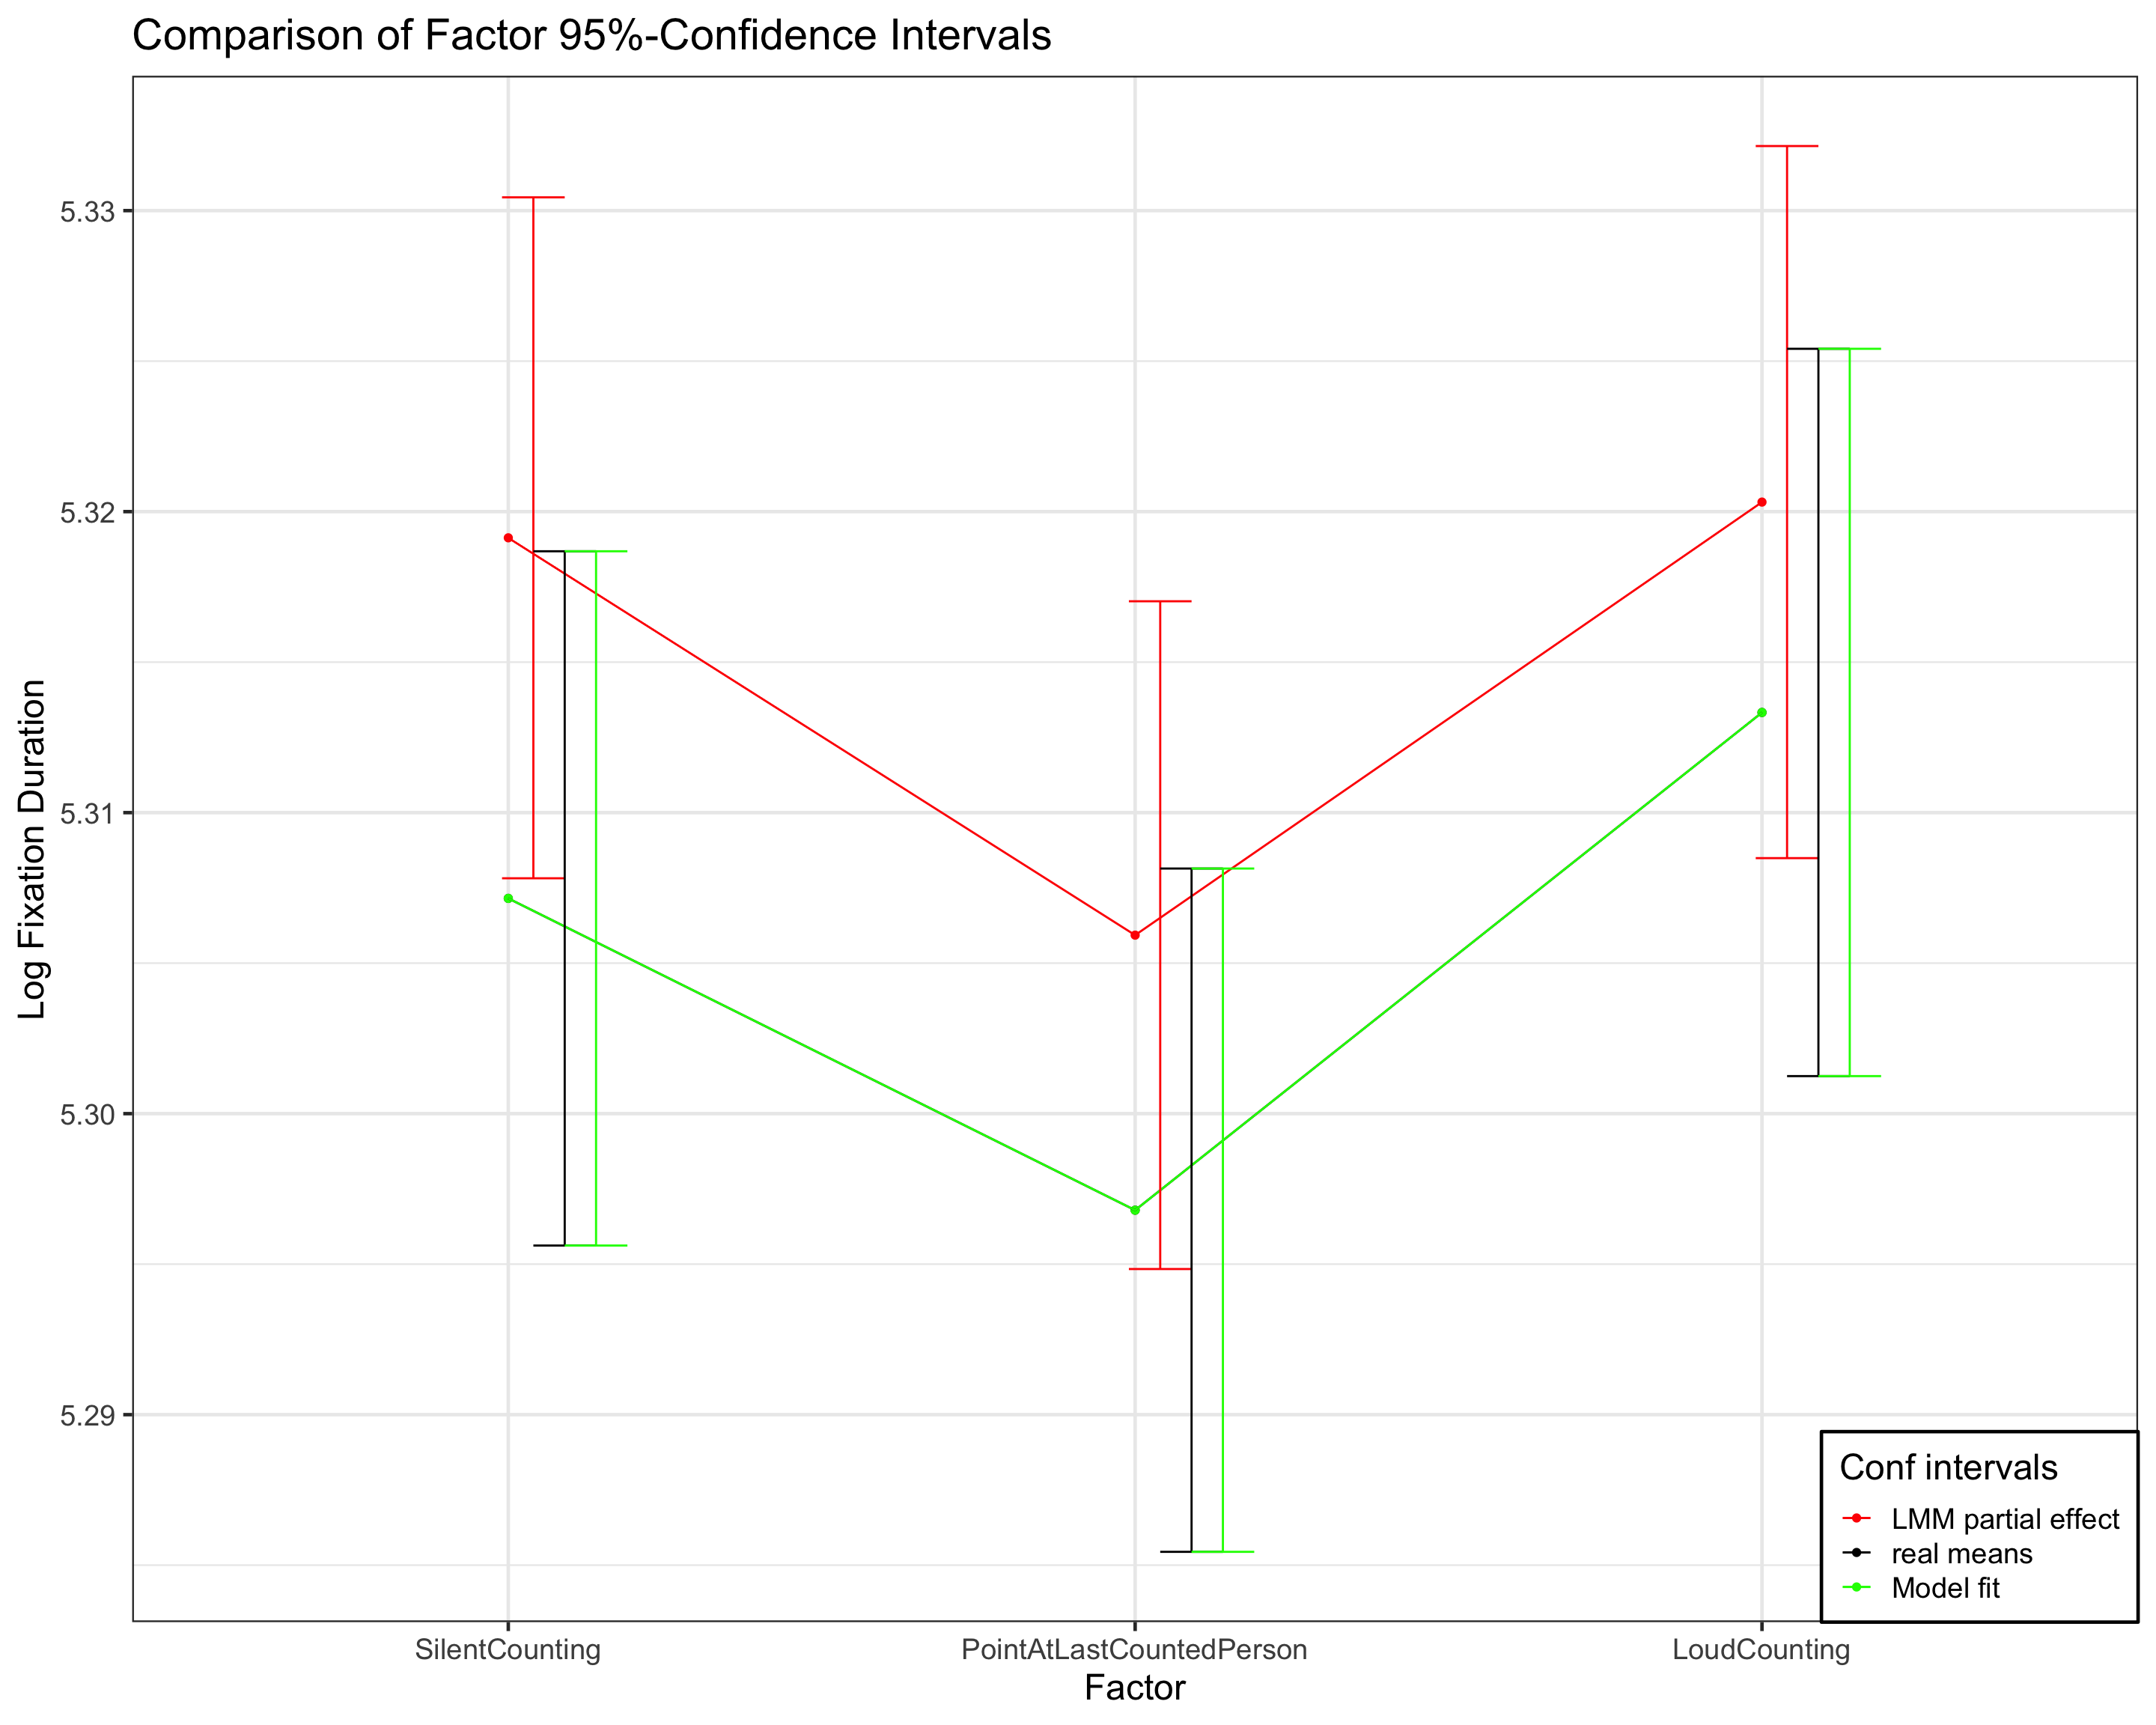 Comparison of Factor 95%-Confidence Intervals
Log Fixation Duration
5.33
5.32
5.31
5.30
5.29
Conf intervals
LMM partial effect
real means
Model fit
SilentCounting
PointAtLastCountedPerson
LoudCounting
Factor